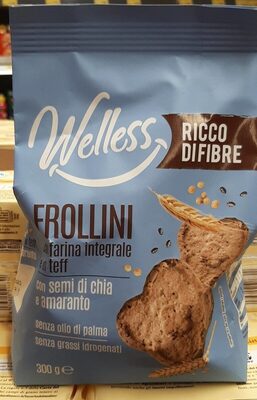 Welless
RICCO
DI FIBRE
FROLLINI
farina integrale
teff
con semi di chia
e amaranto
senza olio di palma
senza grassi idrogenati
300 g e